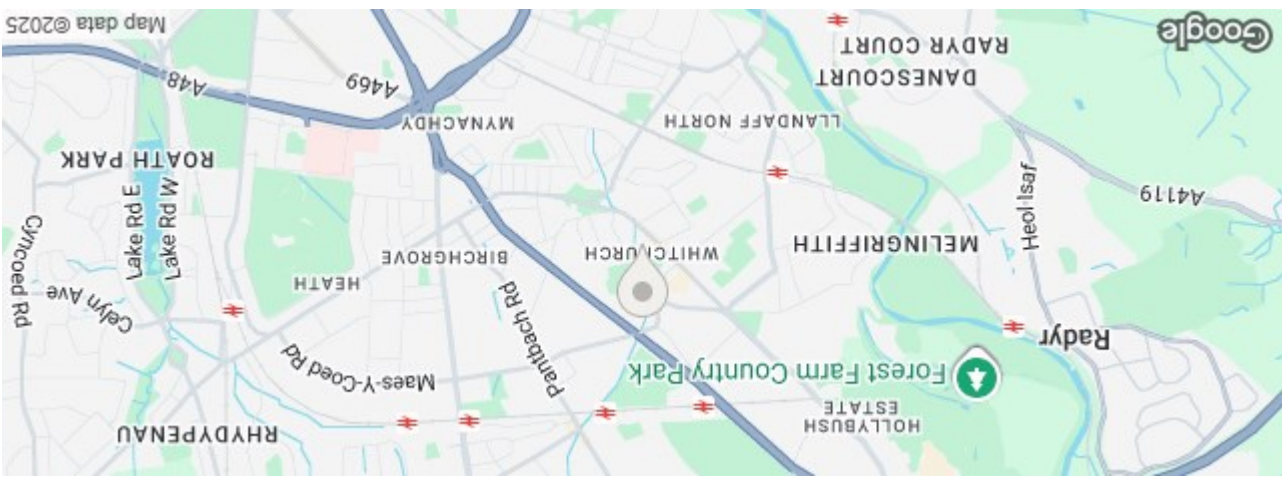 HOLLYBUSH
ESTATE
RHYDYPENAU
Forest Farm Country Park
Maes-Y-Coed Rd
Pantbach Rd
Radyr
Celyn Ave
HEATH
BIRCHGROVE
WHITCHURCH
MELINGRIFFITH
Cyncoed Rd
Lake Rd E
Lake Rd W
Heol Isaf
A4119
ROATH PARK
MYNACHDY
LLANDAFF NORTH
A469
A48
DANESCOURT
RADYR COURT
Google
Map data ©2025